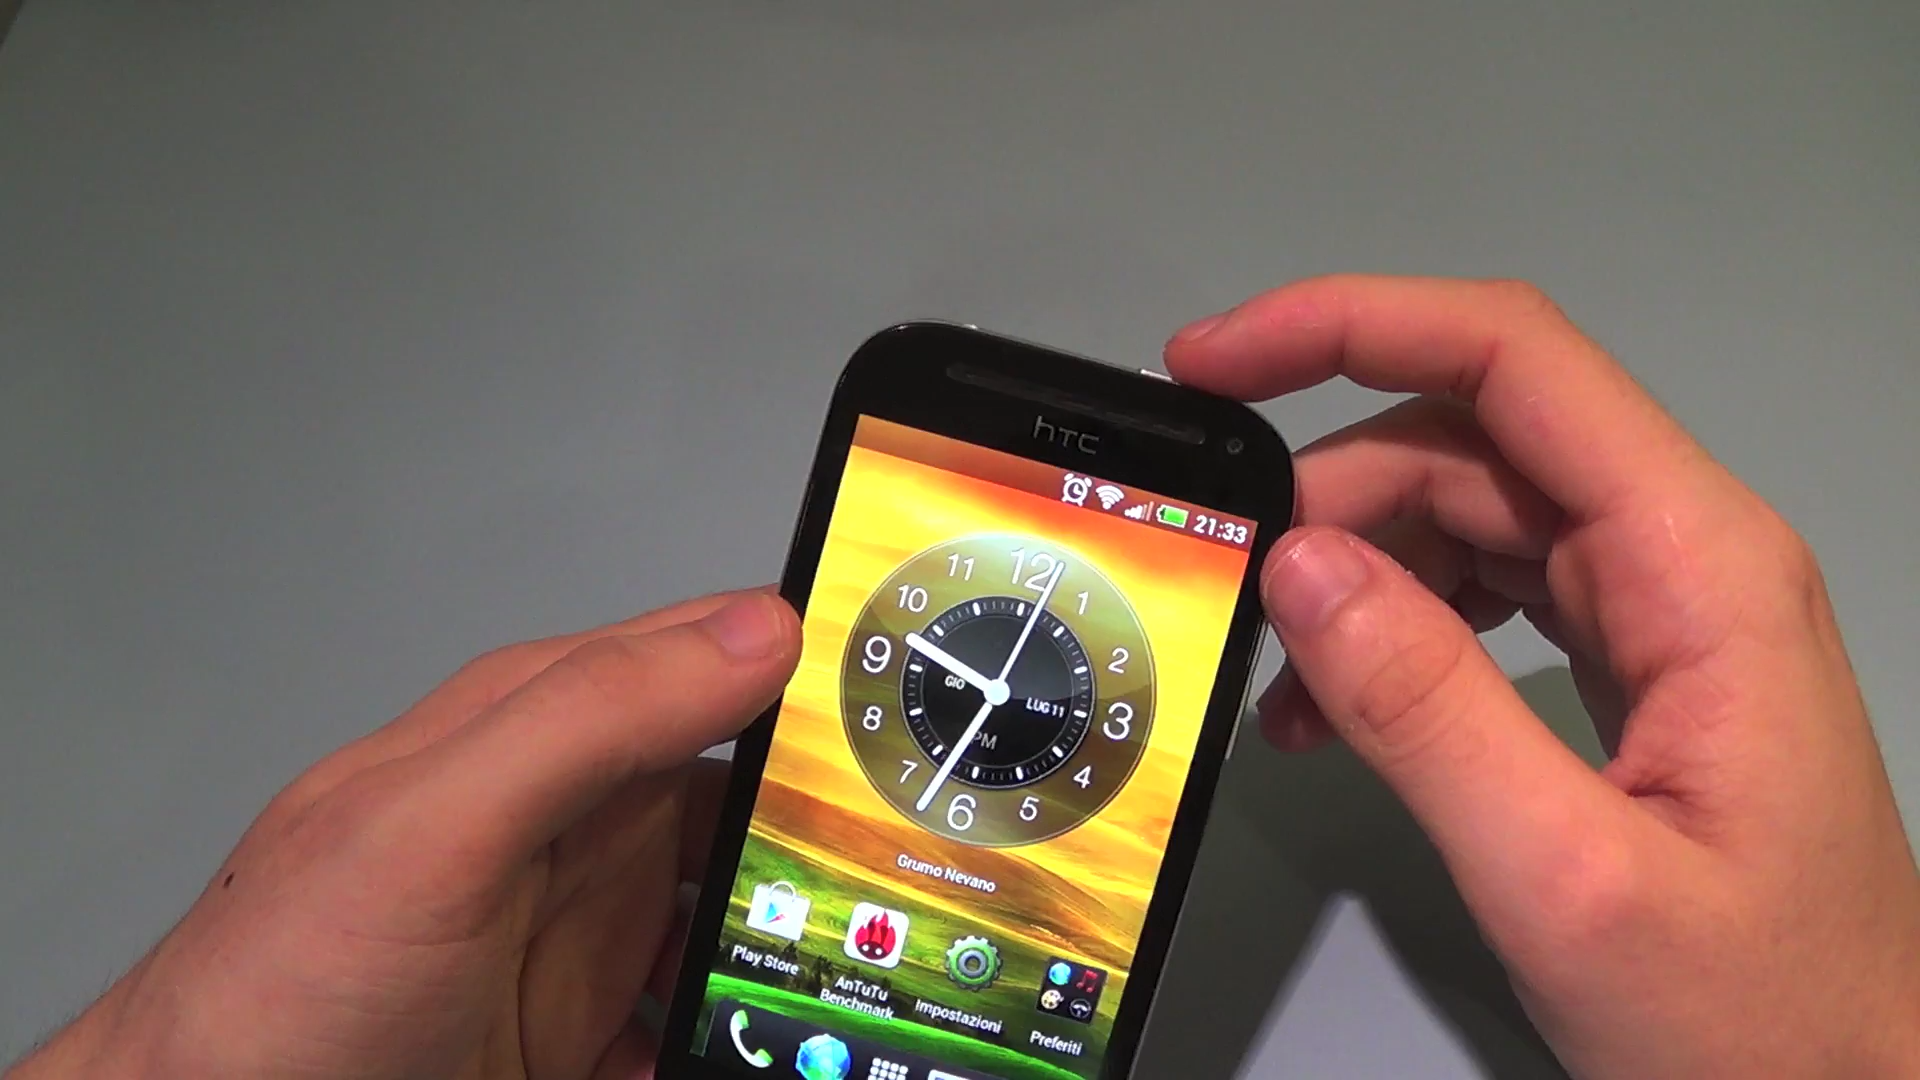 hTC
21:33
12
11
1
10
2
9
GIO
LUG 11
3
8
PM
4
7
5
6
Grumo Nevano
Play Store
AnTuTu
Benchmark
Impostazioni
Preferiti